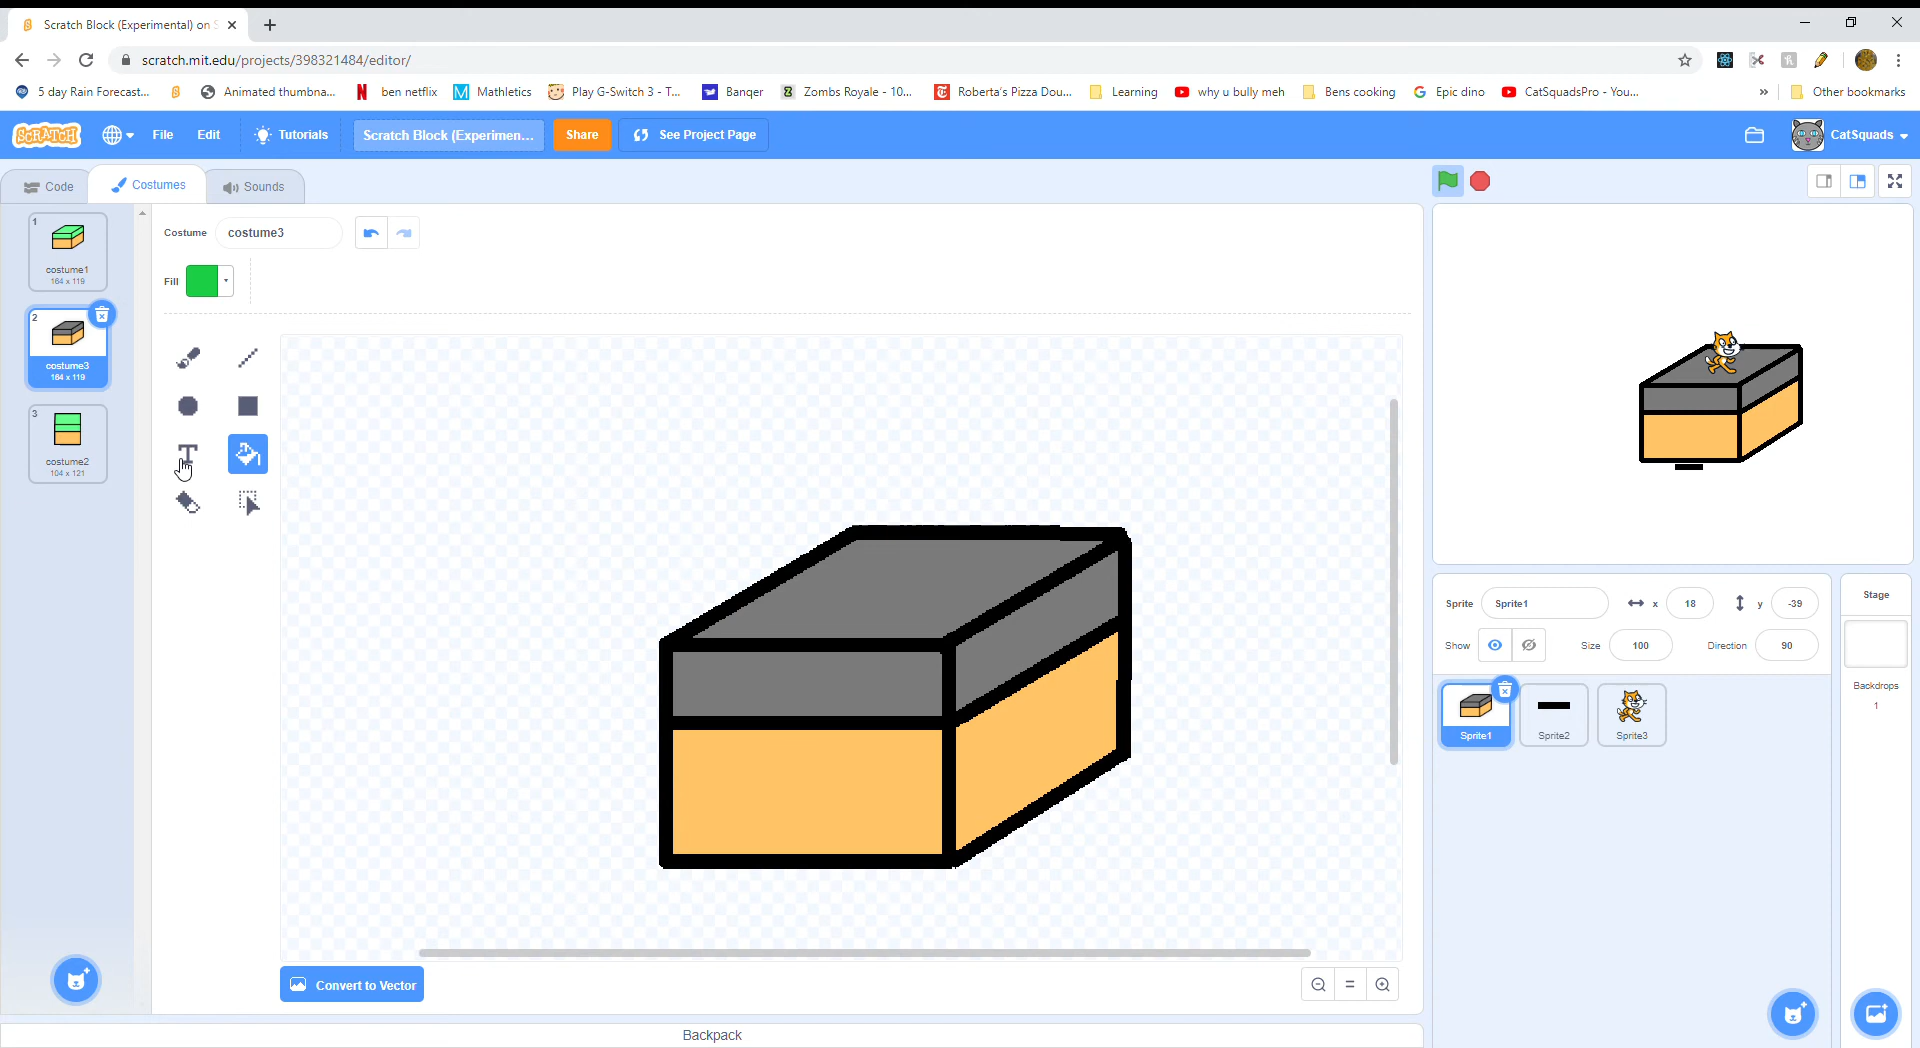 Scratch Block (Experimental) on S
scratch.mit.edu/projects/398321484/editor/
5 day Rain Forecast... Animated thumbna... ben netflix Mathletics Play G-Switch 3 - T... Banqer Zombs Royale - 10... Roberta's Pizza Dou... Learning why u bully meh Bens cooking Epic dino CatSquadsPro - You... » Other bookmarks
SCRATCH File Edit Tutorials Scratch Block (Experimen... Share See Project Page CatSquads
Code Costumes Sounds
1
costume1
164 x 119
2
costume3
164 x 119
3
costume2
104 x 121
Costume costume3
Fill
T
Convert to Vector
=
Backpack
Sprite Sprite1 x 18 y -39
Show Size 100 Direction 90
Sprite1 Sprite2 Sprite3
Stage
Backdrops
1